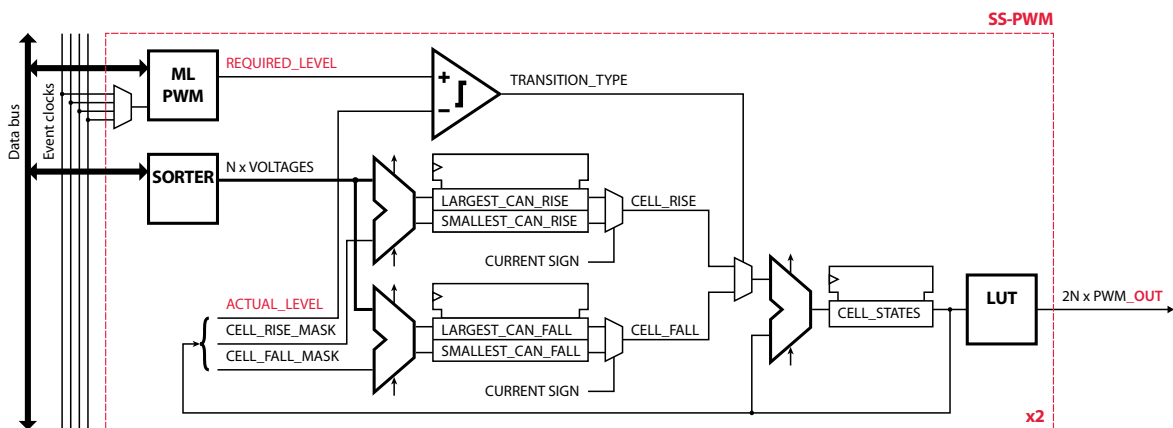 SS-PWM
Data bus
Event clocks
ML
PWM
REQUIRED_LEVEL
+
−
TRANSITION_TYPE
SORTER
N x VOLTAGES
LARGEST_CAN_RISE
SMALLEST_CAN_RISE
CELL_RISE
CURRENT SIGN
ACTUAL_LEVEL
CELL_RISE_MASK
CELL_FALL_MASK
LARGEST_CAN_FALL
SMALLEST_CAN_FALL
CELL_FALL
CURRENT SIGN
CELL_STATES
LUT
2N x PWM_OUT
x2